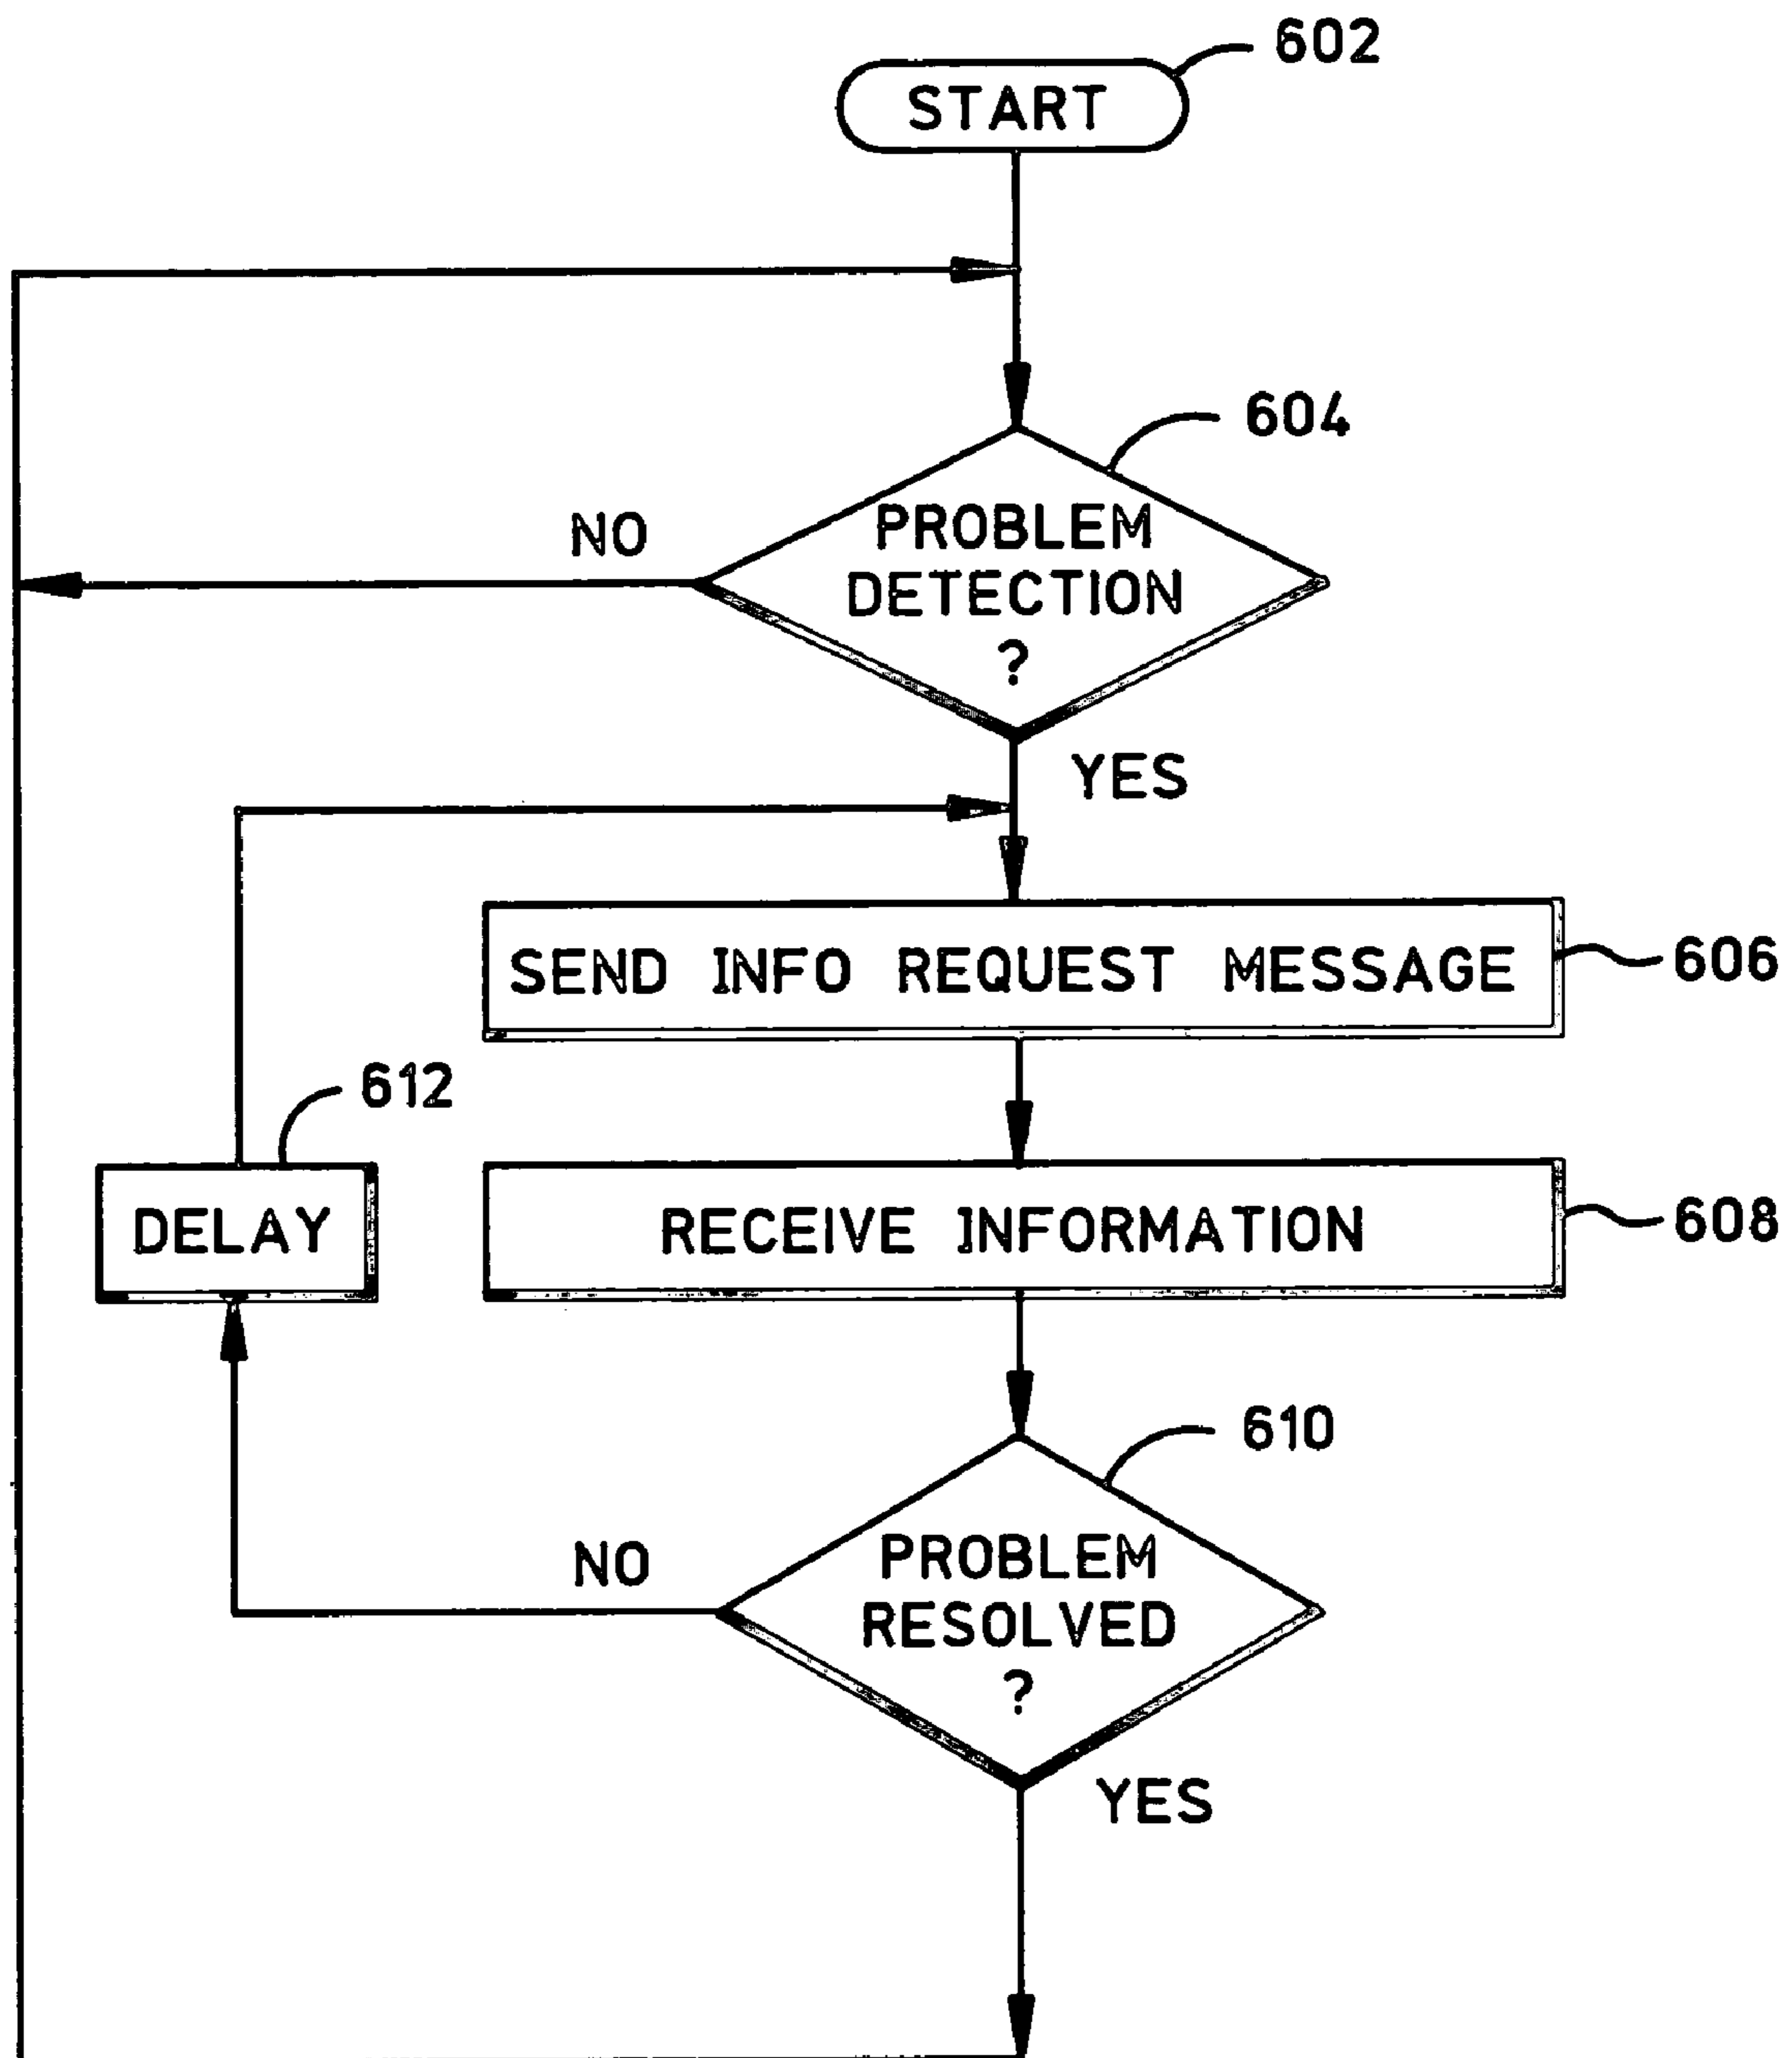 602
START
604
NO
PROBLEM
DETECTION
?
YES
SEND INFO REQUEST MESSAGE
606
612
DELAY
RECEIVE INFORMATION
608
610
NO
PROBLEM
RESOLVED
?
YES